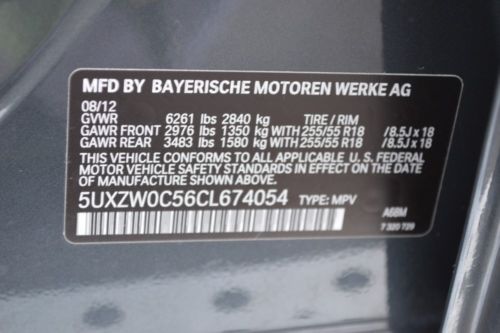 MFD BY BAYERISCHE MOTOREN WERKE AG
08/12
GVWR 6261 lbs 2840 kg TIRE / RIM
GAWR FRONT 2976 lbs 1350 kg WITH 255/55 R18 /8.5J x 18
GAWR REAR 3483 lbs 1580 kg WITH 255/55 R18 /8.5J x 18
THIS VEHICLE CONFORMS TO ALL APPLICABLE U. S. FEDERAL
MOTOR VEHICLE SAFETY STANDARDS IN EFFECT ON THE
DATE OF MANUFACTURE SHOWN ABOVE.
5UXZW0C56CL674054 TYPE: MPV
A68M
7 320 729